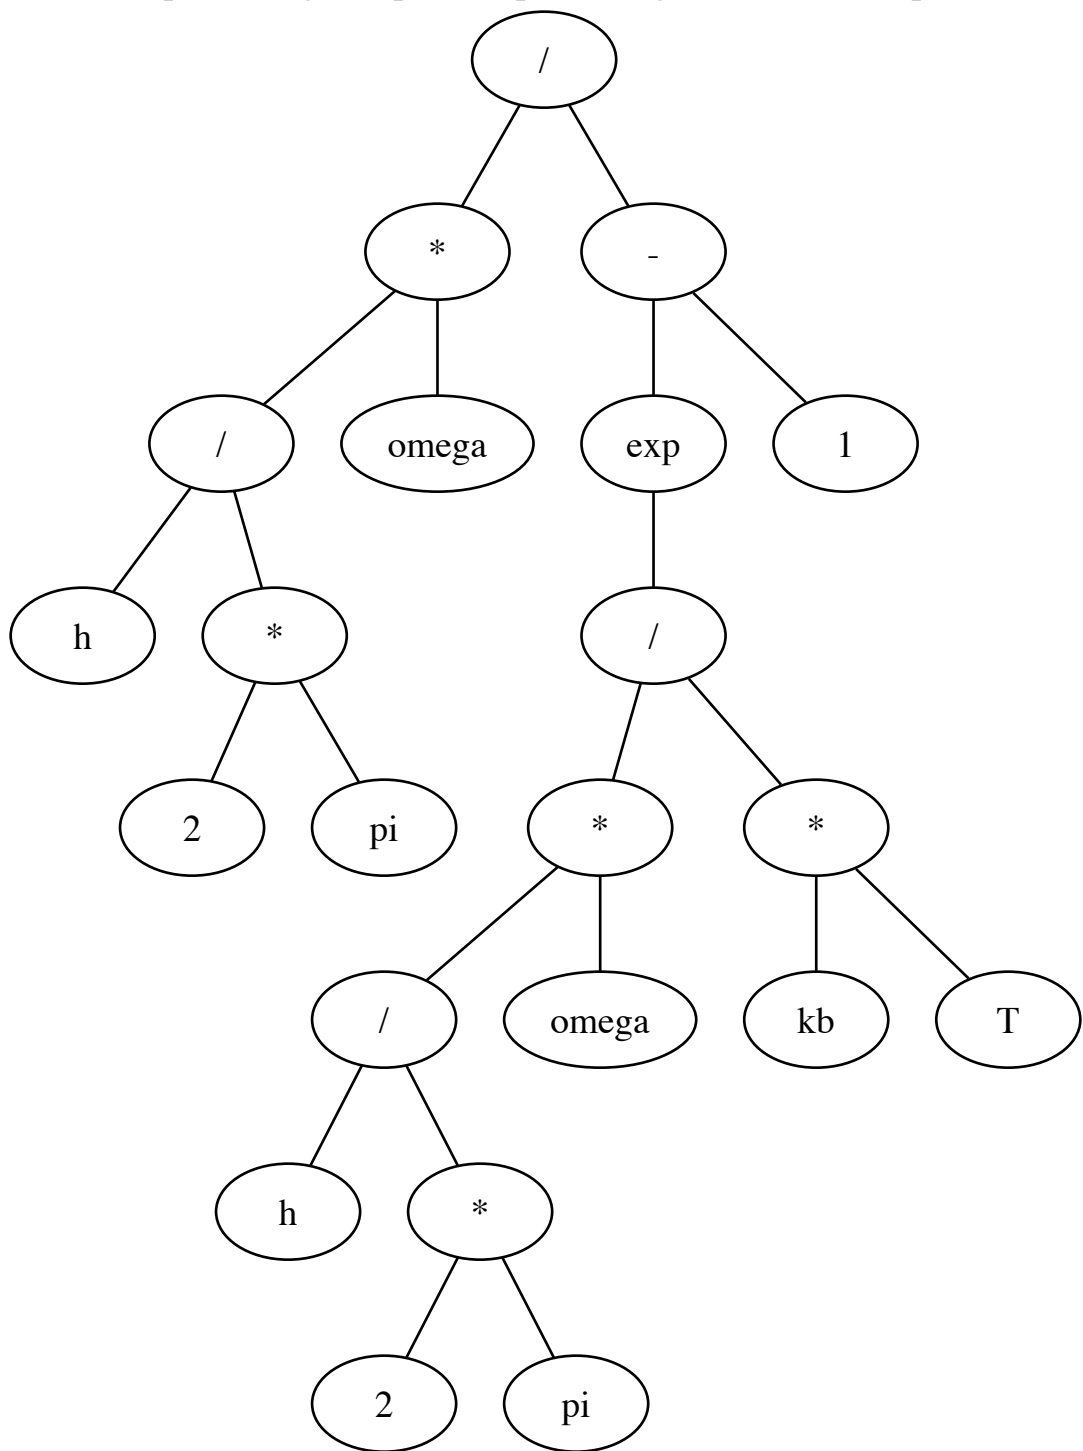 /
* -
/ omega exp 1
h * /
2 pi * *
/ omega kb T
h *
2 pi